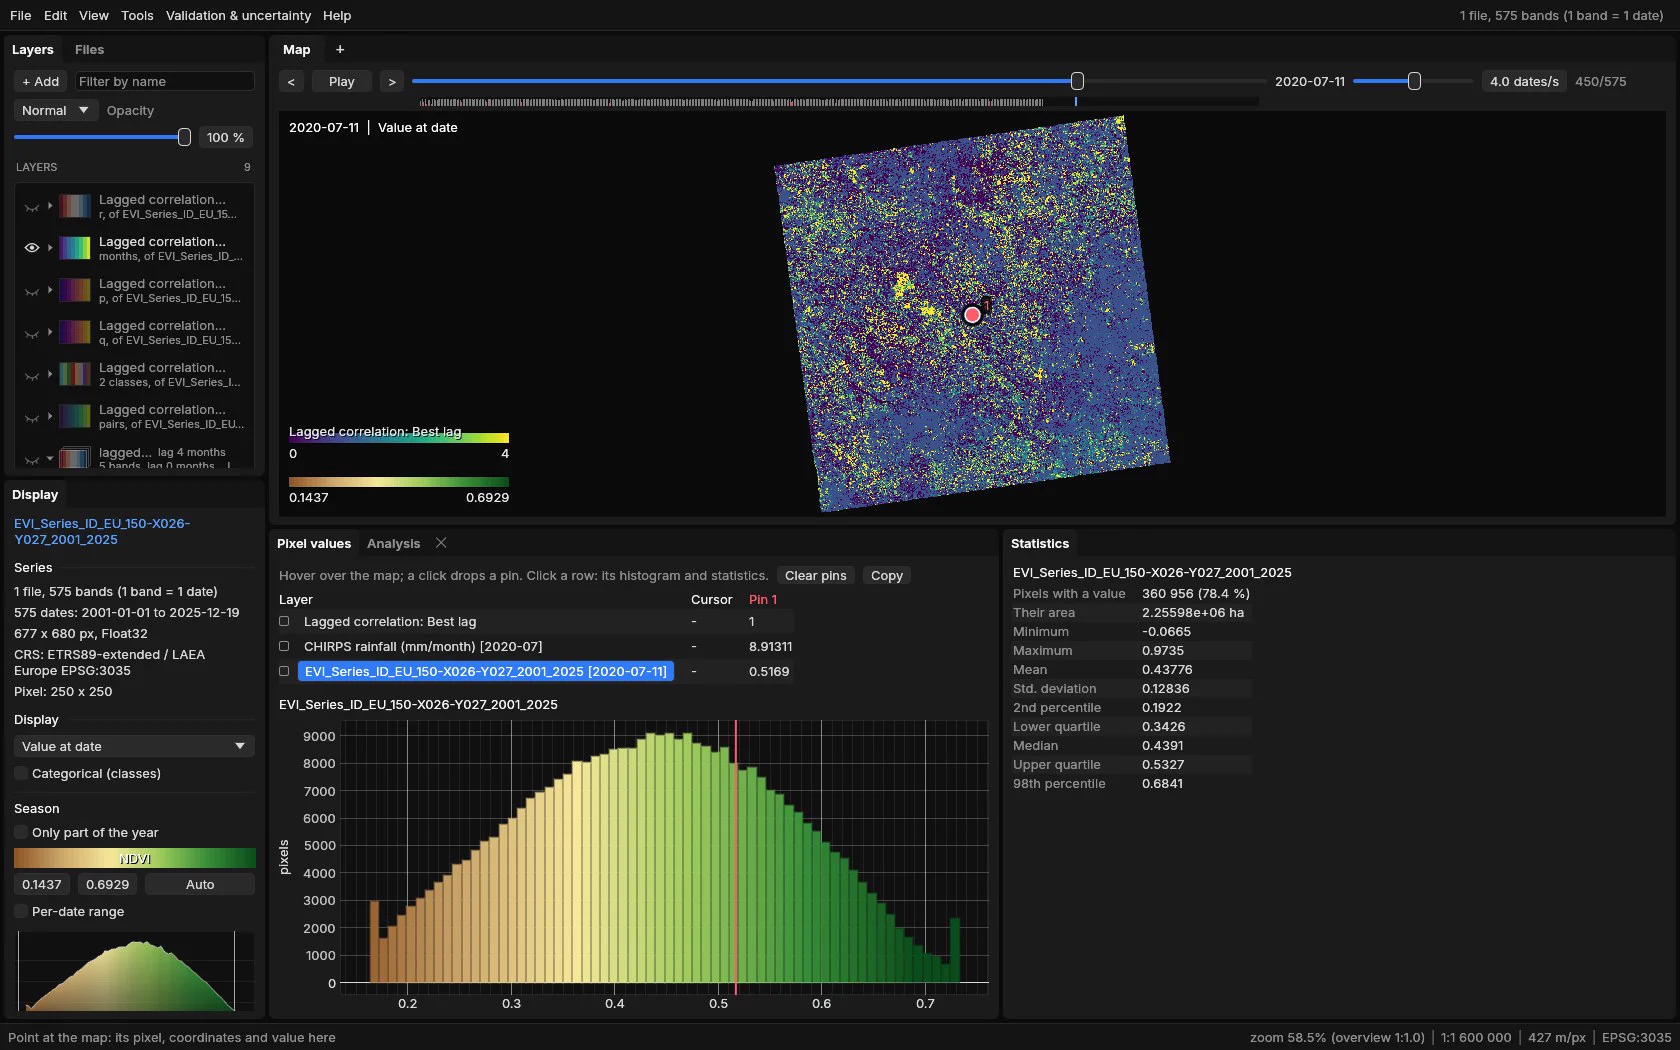 File Edit View Tools Validation & uncertainty Help
1 file, 575 bands (1 band = 1 date)
Layers Files
+ Add Filter by name
Normal Opacity
100 %
LAYERS 9
Lagged correlation...
r, of EVI_Series_ID_EU_15...
Lagged correlation...
months, of EVI_Series_ID_...
Lagged correlation...
p, of EVI_Series_ID_EU_15...
Lagged correlation...
q, of EVI_Series_ID_EU_15...
Lagged correlation...
2 classes, of EVI_Series_I...
Lagged correlation...
pairs, of EVI_Series_ID_EU...
lagged... lag 4 months
5 bands, lag 0 months
Display
EVI_Series_ID_EU_150-X026-
Y027_2001_2025
Series
1 file, 575 bands (1 band = 1 date)
575 dates: 2001-01-01 to 2025-12-19
677 x 680 px, Float32
CRS: ETRS89-extended / LAEA
Europe EPSG:3035
Pixel: 250 x 250
Display
Value at date
Categorical (classes)
Season
Only part of the year
NDVI
0.1437 0.6929 Auto
Per-date range
Map +
< Play > 2020-07-11 4.0 dates/s 450/575
2020-07-11 | Value at date
1
Lagged correlation: Best lag
0 4
0.1437 0.6929
Pixel values Analysis
Hover over the map; a click drops a pin. Click a row: its histogram and statistics. Clear pins Copy
Layer Cursor Pin 1
Lagged correlation: Best lag - 1
CHIRPS rainfall (mm/month) [2020-07] - 8.91311
EVI_Series_ID_EU_150-X026-Y027_2001_2025 [2020-07-11] - 0.5169
EVI_Series_ID_EU_150-X026-Y027_2001_2025
pixels
9000
8000
7000
6000
5000
4000
3000
2000
1000
0
0.2 0.3 0.4 0.5 0.6 0.7
Statistics
EVI_Series_ID_EU_150-X026-Y027_2001_2025
Pixels with a value 360 956 (78.4 %)
Their area 2.25598e+06 ha
Minimum -0.0665
Maximum 0.9735
Mean 0.43776
Std. deviation 0.12836
2nd percentile 0.1922
Lower quartile 0.3426
Median 0.4391
Upper quartile 0.5327
98th percentile 0.6841
Point at the map: its pixel, coordinates and value here
zoom 58.5% (overview 1:1.0) | 1:1 600 000 | 427 m/px | EPSG:3035